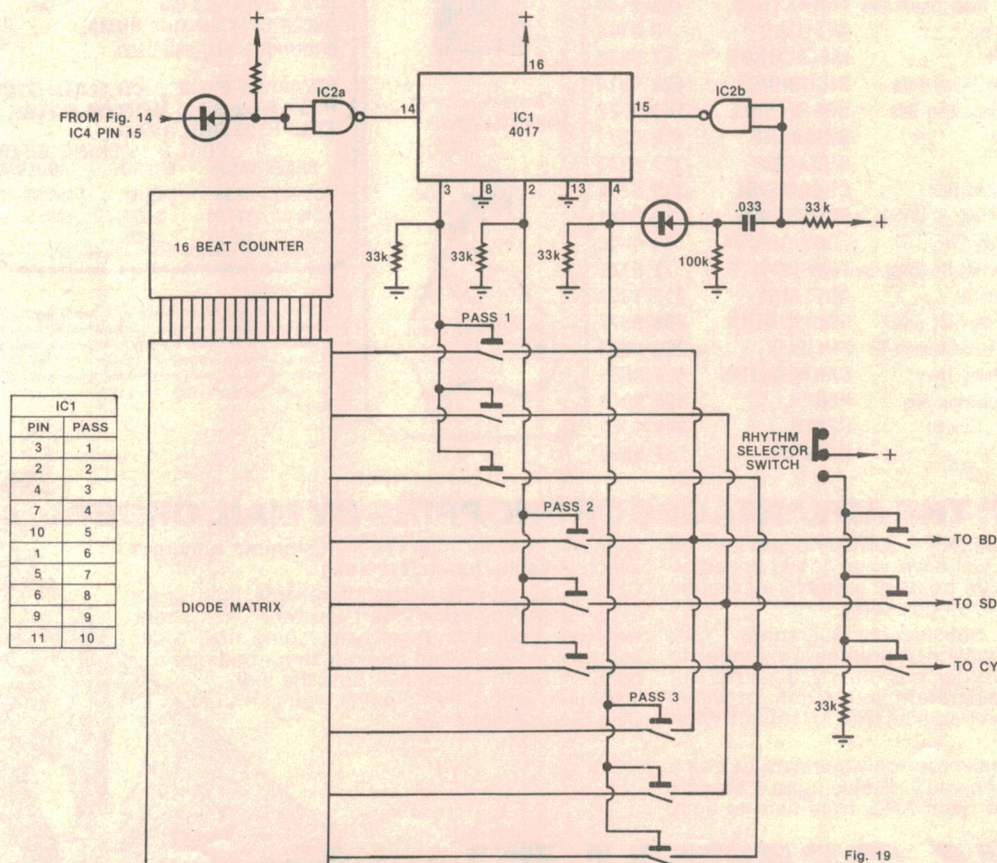 +
+
16
IC2a
14
IC1
4017
15
IC2b
FROM Fig. 14
IC4 PIN 15
3
8
2
13
4
.033
33k
+
16 BEAT COUNTER
33k
33k
33k
100k
PASS 1
IC1
PIN PASS
3 1
2 2
4 3
7 4
10 5
1 6
5 7
6 8
9 9
11 10
RHYTHM
SELECTOR
SWITCH
+
PASS 2
TO BD
DIODE MATRIX
TO SD
TO CY
PASS 3
33k
Fig. 19